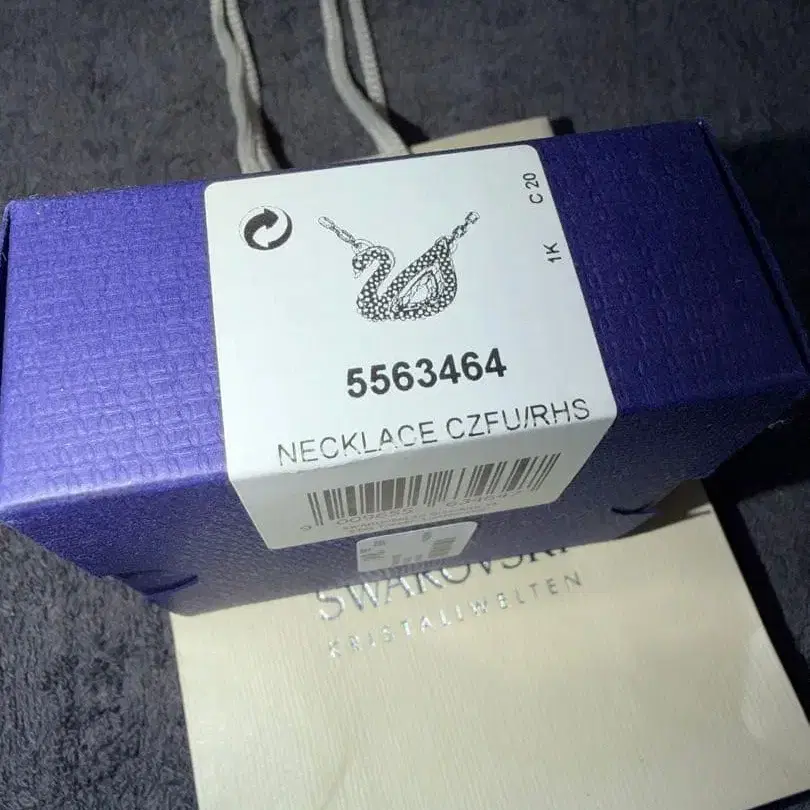 C 20
1K
5563464
NECKLACE CZFU/RHS
SWAROVSKI
KRISTALLWELTEN